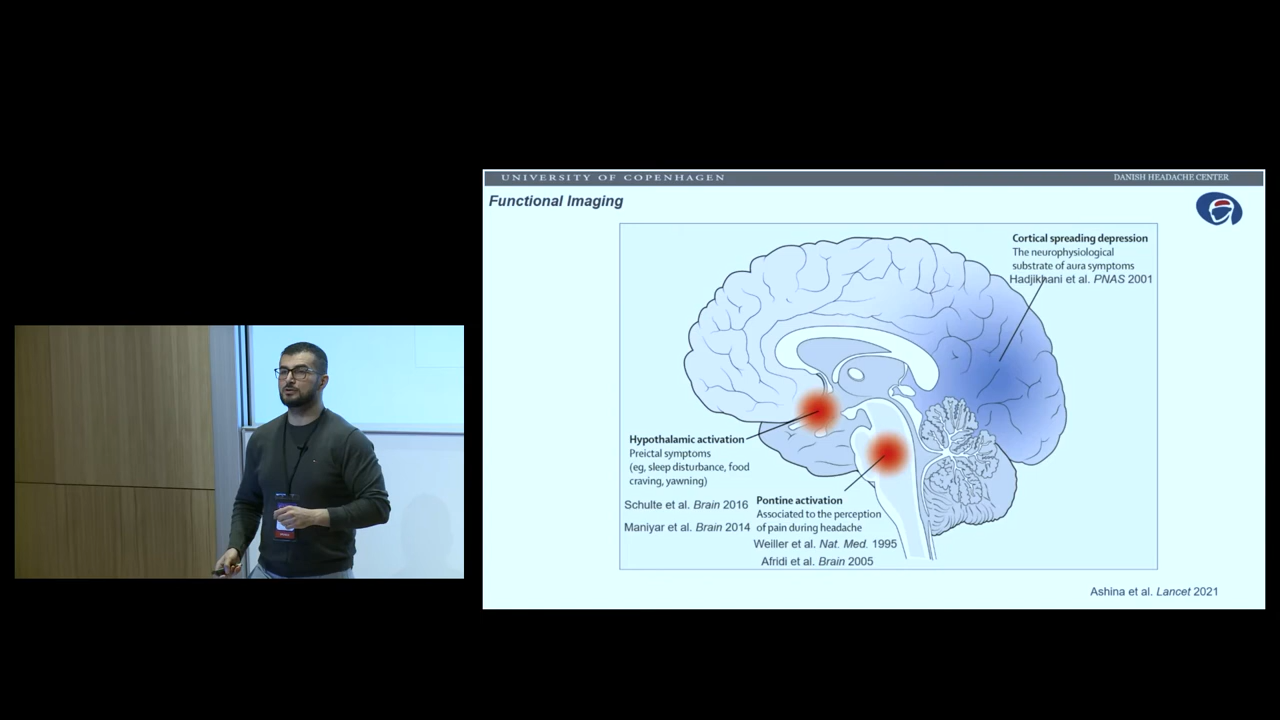 UNIVERSITY OF COPENHAGEN
DANISH HEADACHE CENTER
Functional Imaging
Cortical spreading depression
The neurophysiological
substrate of aura symptoms
Hadjikhani et al. PNAS 2001
Hypothalamic activation
Preictal symptoms
(eg, sleep disturbance, food
craving, yawning)
Schulte et al. Brain 2016
Maniyar et al. Brain 2014
Pontine activation
Associated to the perception
of pain during headache
Weiller et al. Nat. Med. 1995
Afridi et al. Brain 2005
Ashina et al. Lancet 2021